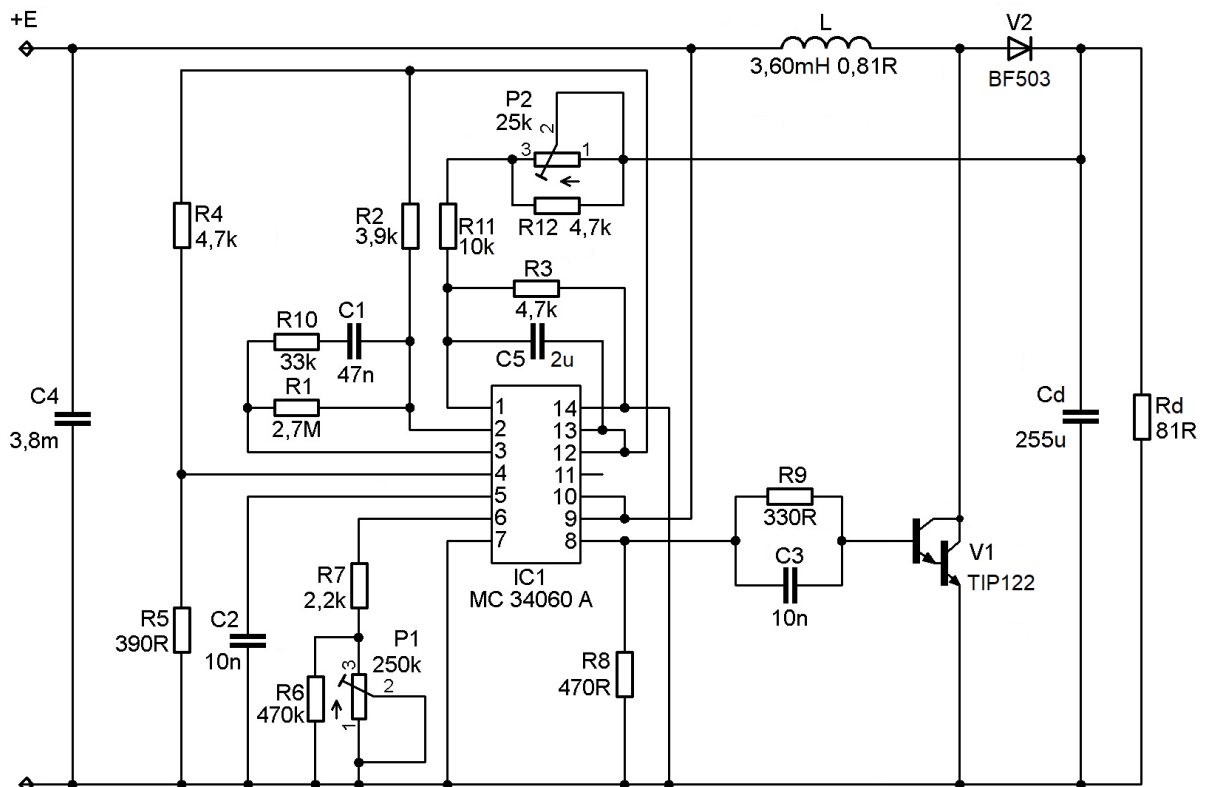 +E
L
3,60mH 0,81R
V2
BF503
P2
25k
2
3
1
R12 4,7k
R4
4,7k
R2
3,9k
R11
10k
R3
4,7k
C1
47n
R10
33k
C5 2u
R1
2,7M
C4
3,8m
1
2
3
4
5
6
7
14
13
12
11
10
9
8
IC1
MC 34060 A
Cd
255u
Rd
81R
R9
330R
C3
10n
V1
TIP122
R7
2,2k
R5
390R
C2
10n
P1
250k
3
2
1
R6
470k
R8
470R